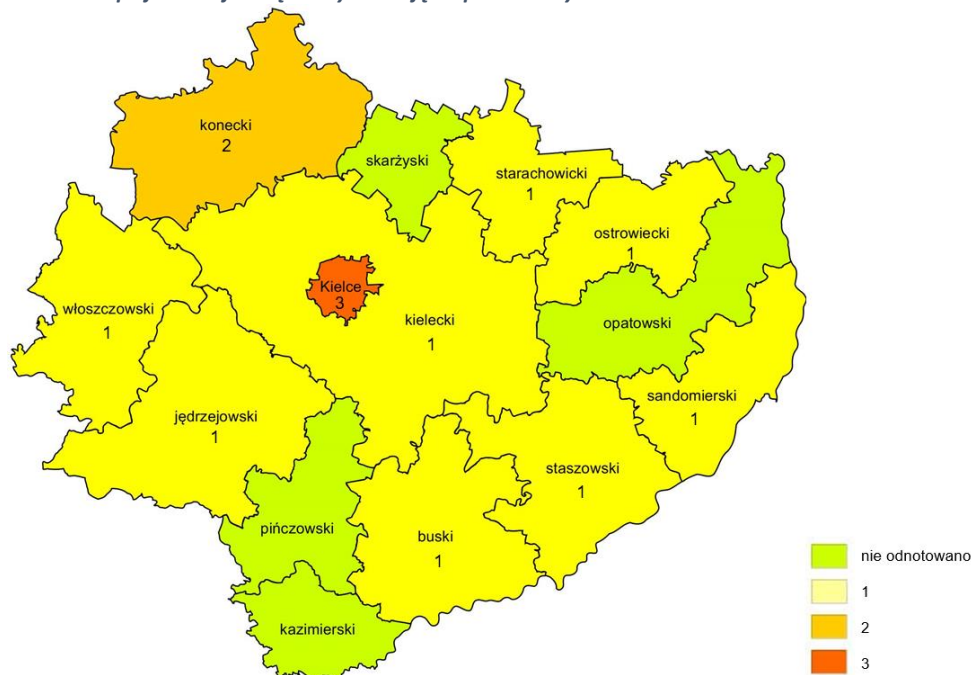 konecki
2
skarżyski
starachowicki
1
ostrowiecki
1
Kielce
3
włoszczowski
1
kielecki
1
opatowski
sandomierski
1
jędrzejowski
1
staszowski
1
pińczowski
buski
1
kazimierski
nie odnotowano
1
2
3